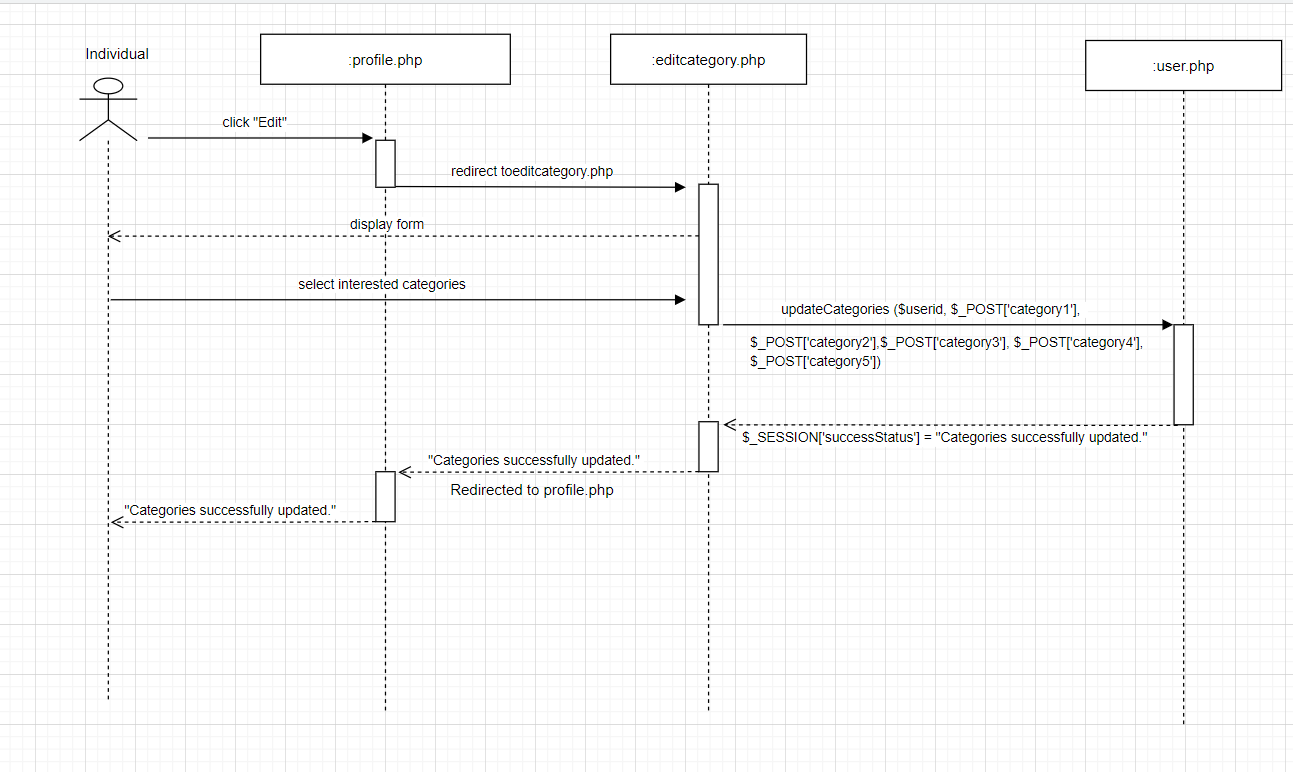 Individual
:profile.php
:editcategory.php
:user.php
click "Edit"
redirect toeditcategory.php
display form
select interested categories
updateCategories ($userid, $_POST['category1'],
$_POST['category2'],$_POST['category3'], $_POST['category4'],
$_POST['category5'])
$_SESSION['successStatus'] = "Categories successfully updated."
"Categories successfully updated."
Redirected to profile.php
"Categories successfully updated."